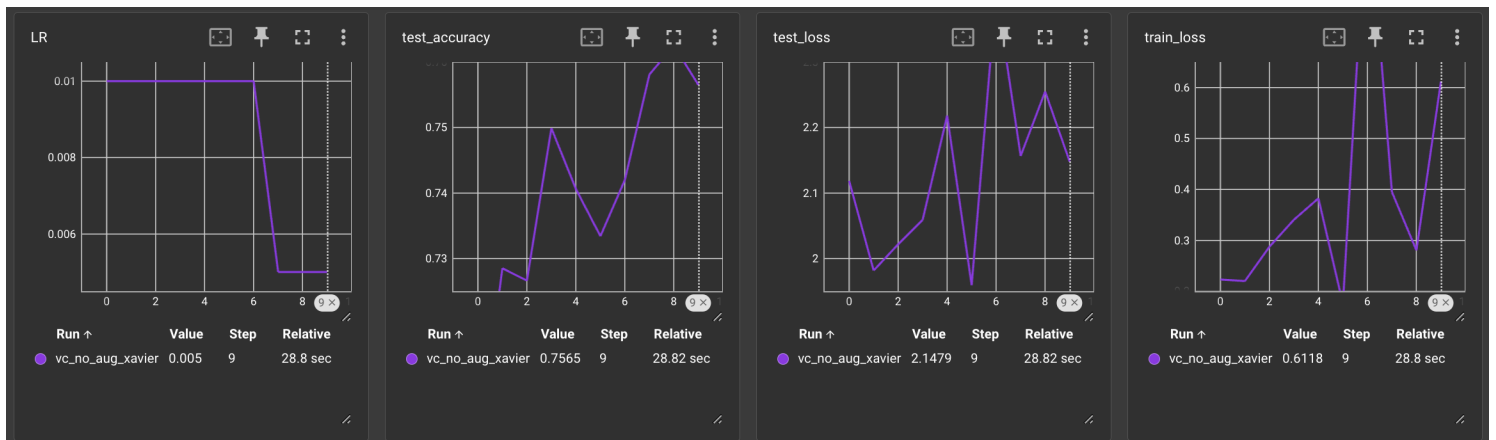 LR
0.01
0.008
0.006
0 2 4 6 8 9 ×
Run ↑ Value Step Relative
vc_no_aug_xavier 0.005 9 28.8 sec
test_accuracy
0.75
0.74
0.73
0 2 4 6 8 9 ×
Run ↑ Value Step Relative
vc_no_aug_xavier 0.7565 9 28.82 sec
test_loss
2.2
2.1
2
0 2 4 6 8 9 ×
Run ↑ Value Step Relative
vc_no_aug_xavier 2.1479 9 28.82 sec
train_loss
0.6
0.5
0.4
0.3
0 2 4 6 8 9 ×
Run ↑ Value Step Relative
vc_no_aug_xavier 0.6118 9 28.8 sec